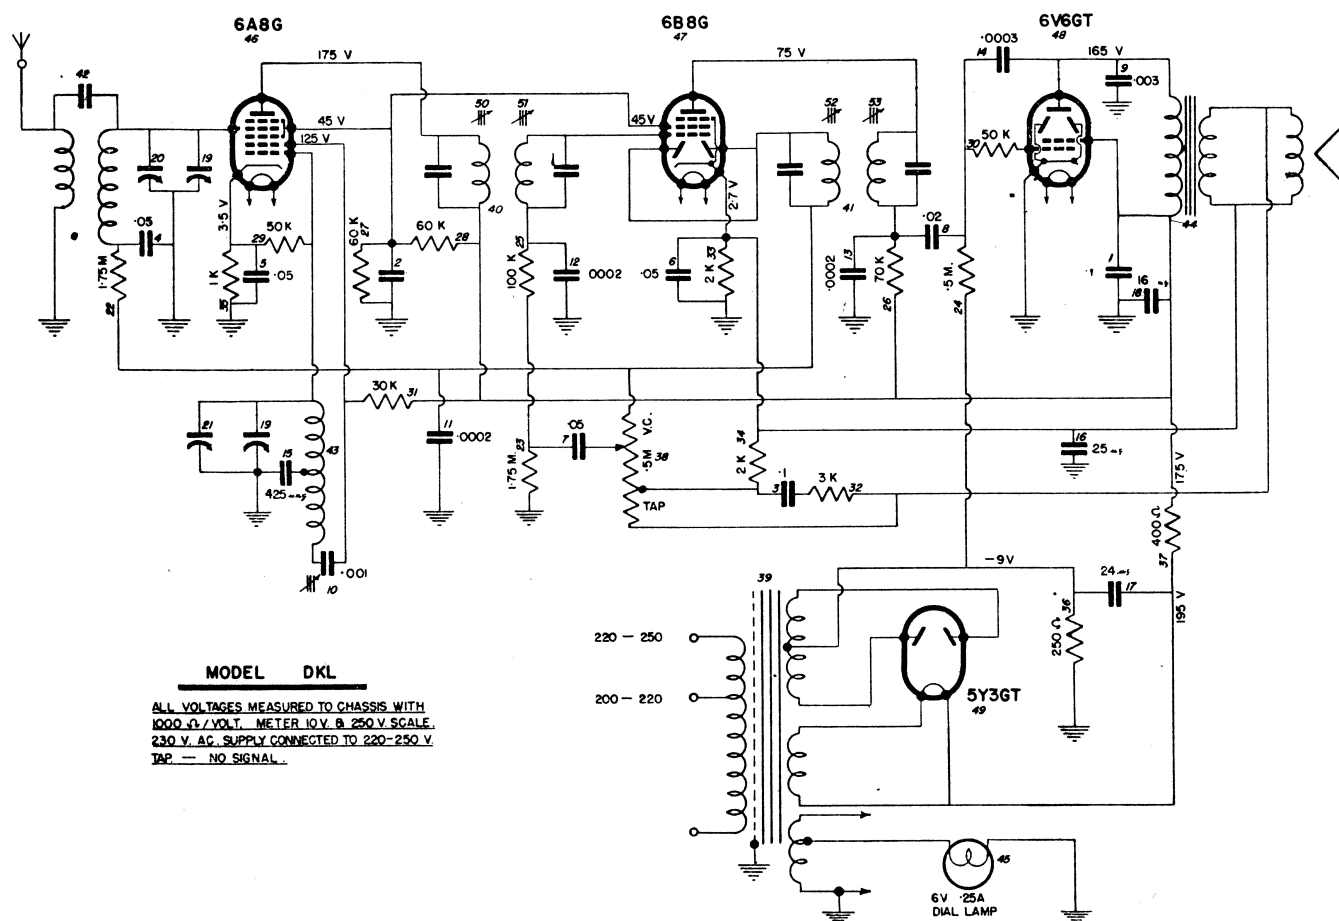 6A8G
46
6B8G
47
6V6GT
48
175 V
75 V
·0003
14
165 V
9
·003
42
50
51
52
53
45 V
125 V
45V
50 K
30
20
19
·05
4
3·5 V
50K
29
1·75 M
22
1K
35
5
·05
60 K
27
60 K
28
2
40
25
100 K
12
·0002
2·7 V
6
·05
2 K
33
41
·02
8
13
·0002
70 K
26
·5 M.
24
44
1
16
18
30K
31
21
19
43
15
425
11
·0002
23
1·75 M.
·05
7
V.C.
·5M
38
TAP
34
2 K
·1
3
3 K
32
16
25
175 V
·001
10
400 Ω
37
−9V
24
17
195 V
39
36
250 Ω
220 — 250
200 — 220
5Y3GT
49
MODEL DKL
ALL VOLTAGES MEASURED TO CHASSIS WITH
1000 Ω/VOLT. METER 10V. & 250 V. SCALE.
230 V. AC. SUPPLY CONNECTED TO 220-250 V.
TAP. — NO SIGNAL.
45
6V ·25A
DIAL LAMP